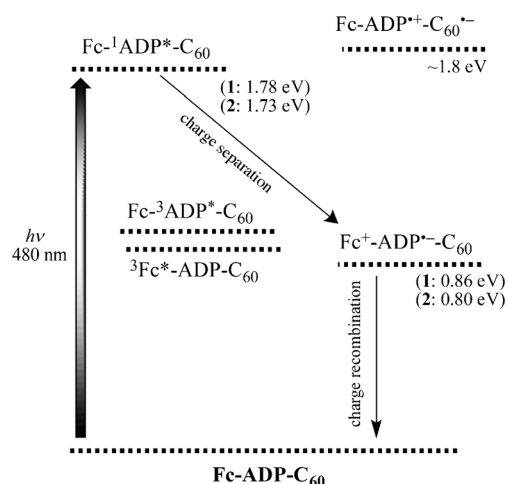 Fc-ADP•+-C60•−
~1.8 eV
Fc-1ADP*-C60
(1: 1.78 eV)
(2: 1.73 eV)
charge separation
Fc-3ADP*-C60
3Fc*-ADP-C60
hν
480 nm
Fc+-ADP•−-C60
(1: 0.86 eV)
(2: 0.80 eV)
charge recombination
Fc-ADP-C60